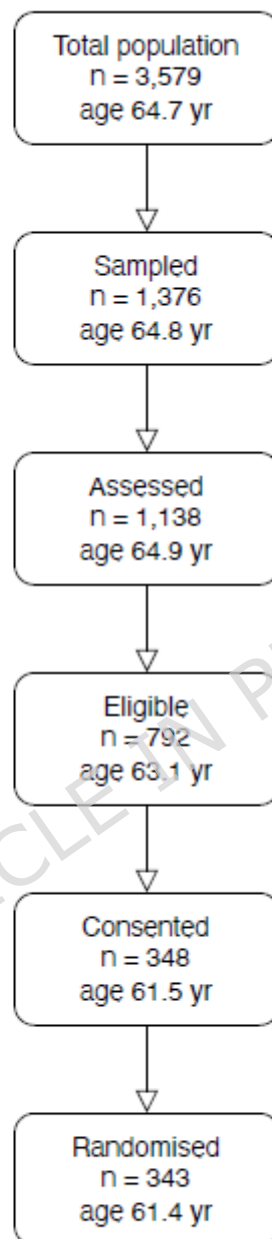 Total population
n = 3,579
age 64.7 yr
Sampled
n = 1,376
age 64.8 yr
Assessed
n = 1,138
age 64.9 yr
Eligible
n = 792
age 63.1 yr
Consented
n = 348
age 61.5 yr
Randomised
n = 343
age 61.4 yr